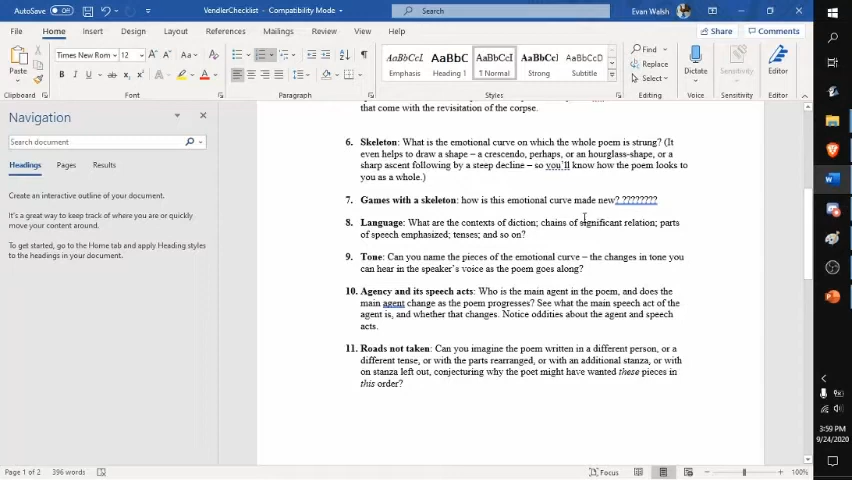 AutoSave Off VendlerChecklist - Compatibility Mode Search Evan Walsh
File Home Insert Draw Design Layout References Mailings Review View Help Share Comments
Paste Times New Rom 12 Aa AaBbCcI AaBbC AaBbCcI AaBbCcI AaBbCcD Find Dictate Sensitivity Editor
Replace
B I U ab Emphasis Heading 1 1 Normal Strong Subtitle Select
Clipboard Font Paragraph Styles Editing Voice Sensitivity Editor
Navigation
Search document
Headings Pages Results
Create an interactive outline of your document.
It's a great way to keep track of where you are or quickly
move your content around.
To get started, go to the Home tab and apply Heading styles
to the headings in your document.
that come with the revisitation of the corpse.
6. Skeleton: What is the emotional curve on which the whole poem is strung? (It
even helps to draw a shape – a crescendo, perhaps, or an hourglass-shape, or a
sharp ascent following by a steep decline – so you'll know how the poem looks to
you as a whole.)
7. Games with a skeleton: how is this emotional curve made new? ????????
8. Language: What are the contexts of diction; chains of significant relation; parts
of speech emphasized; tenses; and so on?
9. Tone: Can you name the pieces of the emotional curve – the changes in tone you
can hear in the speaker's voice as the poem goes along?
10. Agency and its speech acts: Who is the main agent in the poem, and does the
main agent change as the poem progresses? See what the main speech act of the
agent is, and whether that changes. Notice oddities about the agent and speech
acts.
11. Roads not taken: Can you imagine the poem written in a different person, or a
different tense, or with the parts rearranged, or with an additional stanza, or with
on stanza left out, conjecturing why the poet might have wanted these pieces in
this order?
3:59 PM
9/24/2020
Page 1 of 2 396 words Focus 100%